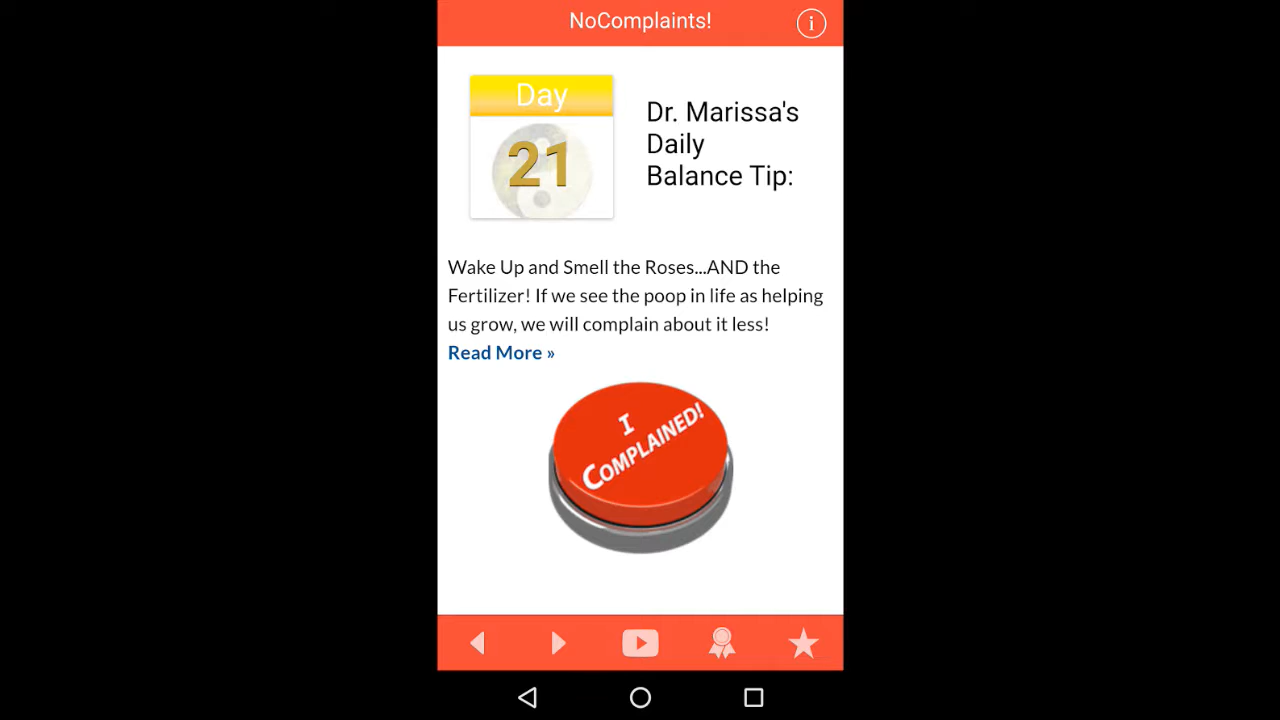 NoComplaints!
i
Day
21
Dr. Marissa's
Daily
Balance Tip:
Wake Up and Smell the Roses...AND the
Fertilizer! If we see the poop in life as helping
us grow, we will complain about it less!
Read More »
I
COMPLAINED!